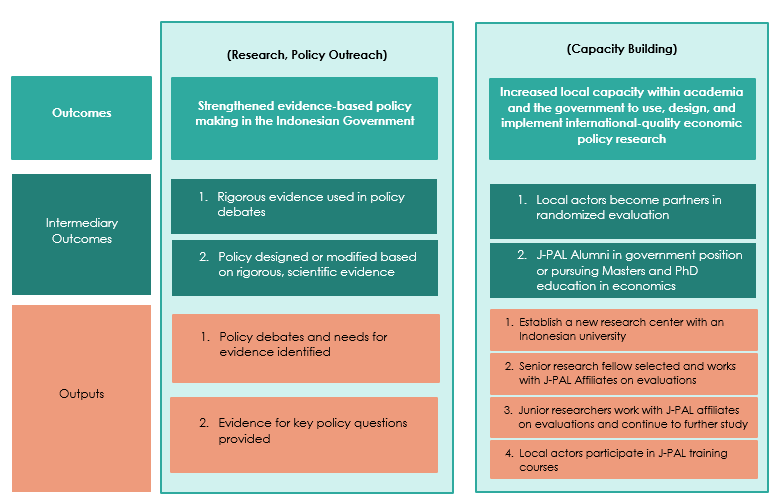 (Research, Policy Outreach)
(Capacity Building)
Outcomes
Strengthened evidence-based policy
making in the Indonesian Government
Increased local capacity within academia
and the government to use, design, and
implement international-quality economic
policy research
Intermediary
Outcomes
1. Rigorous evidence used in policy
debates
2. Policy designed or modified based
on rigorous, scientific evidence
1. Local actors become partners in
randomized evaluation
2. J-PAL Alumni in government position
or pursuing Masters and PhD
education in economics
Outputs
1. Policy debates and needs for
evidence identified
2. Evidence for key policy questions
provided
1. Establish a new research center with an
Indonesian university
2. Senior research fellow selected and works
with J-PAL Affiliates on evaluations
3. Junior researchers work with J-PAL affiliates
on evaluations and continue to further study
4. Local actors participate in J-PAL training
courses